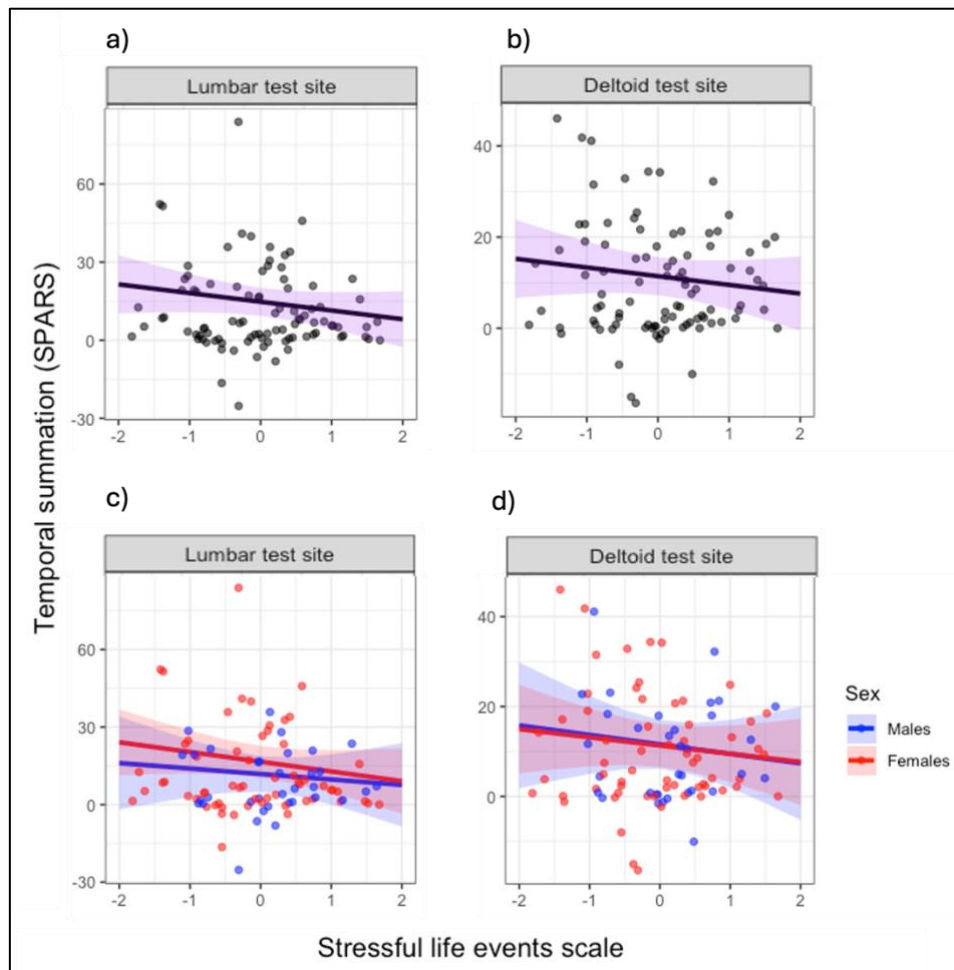 a)
b)
Lumbar test site
Deltoid test site
60
30
0
-30
40
20
0
-2 -1 0 1 2
-2 -1 0 1 2
Temporal summation (SPARS)
c)
d)
Lumbar test site
Deltoid test site
60
30
0
-30
40
20
0
-2 -1 0 1 2
-2 -1 0 1 2
Sex
Males
Females
Stressful life events scale